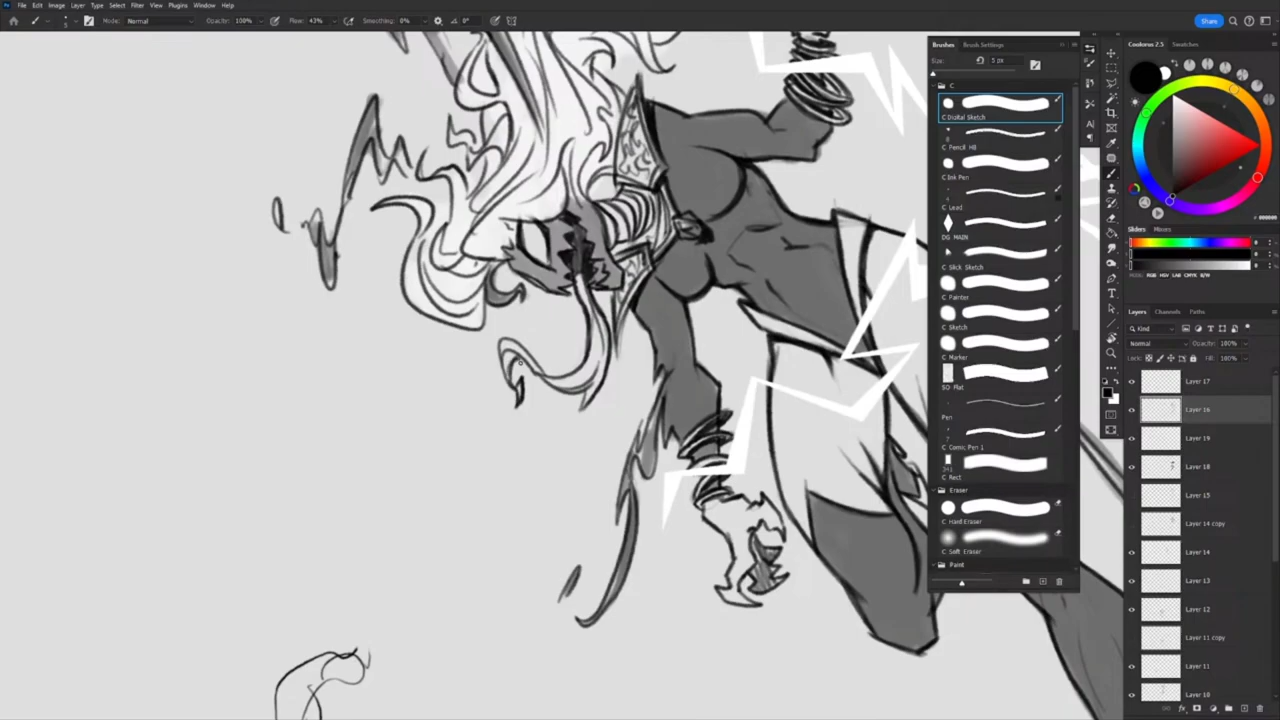 File Edit Image Layer Type Select Filter View Plugins Window Help
Mode: Normal Opacity: 100% Flow: 43% Smoothing: 0% 0° Share
5
Brushes Brush Settings
Size: 5 px
C
C Digital Sketch
C Pencil HB
C Ink Pen
C Lead
DG MAIN
C Slick Sketch
C Painter
C Sketch
C Marker
SQ Flat
Pen
C Comic Pen 1
C Rect
Eraser
C Hard Eraser
C Soft Eraser
Paint
Coolorus 2.5 Swatches
Sliders Mixes
Layers Channels Paths
Kind
Normal Opacity: 100%
Lock: Fill: 100%
Layer 17
Layer 16
Layer 19
Layer 18
Layer 15
Layer 14 copy
Layer 14
Layer 13
Layer 12
Layer 11 copy
Layer 11
Layer 10